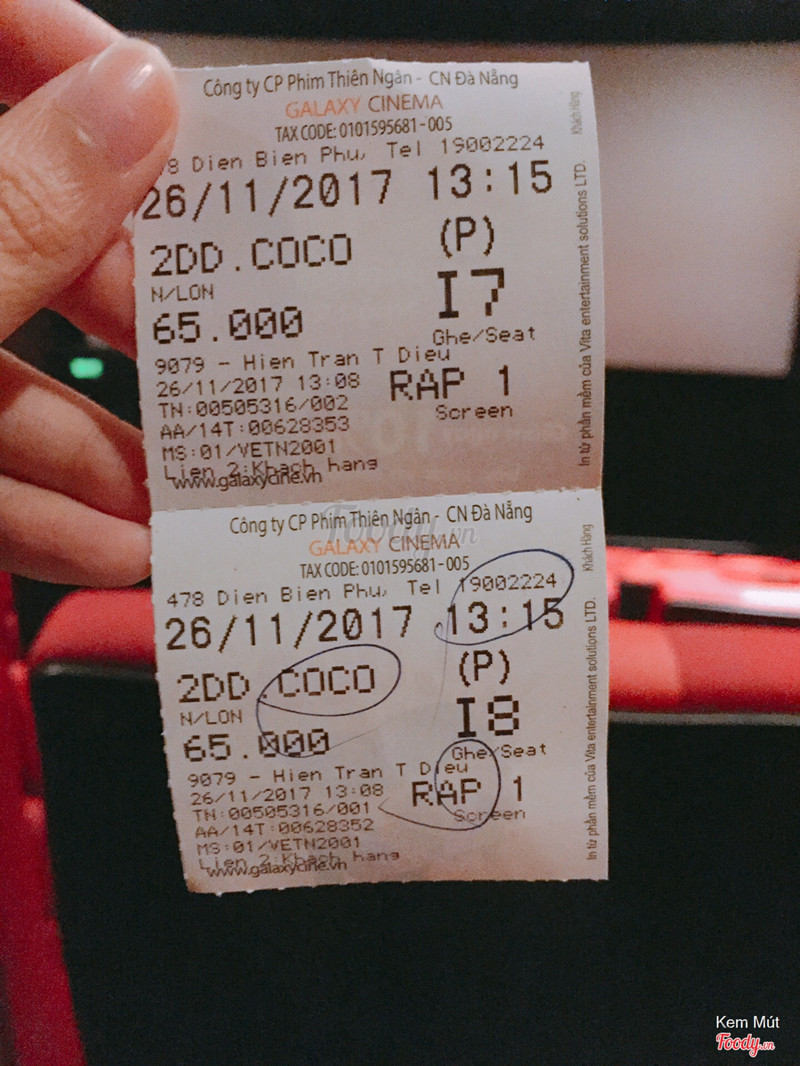 Công ty CP Phim Thiên Ngân - CN Đà Nẵng
GALAXY CINEMA
TAX CODE: 0101595681-005
78 Dien Bien Phu, Tel 19002224
26/11/2017 13:15
2DD.COCO (P)
N/LON I7
65.000 Ghe/Seat
9079 - Hien Tran T Dieu
26/11/2017 13:08 RAP 1
TN:00505316/002 Screen
AA/14T:00628353
MS:01/VETN2001
Lien 2:Khach hang
www.galaxycine.vn
Khách Hàng
In từ phần mềm của Vita entertainment solutions LTD.
Foody.vn
Công ty CP Phim Thiên Ngân - CN Đà Nẵng
GALAXY CINEMA
TAX CODE: 0101595681-005
478 Dien Bien Phu, Tel 19002224
26/11/2017 13:15
2DD.COCO (P)
N/LON I8
65.000 Ghe/Seat
9079 - Hien Tran T Dieu
26/11/2017 13:08 RAP 1
TN:00505316/001 Screen
AA/14T:00628352
MS:01/VETN2001
Lien 2:Khach hang
www.galaxycine.vn
Khách Hàng
In từ phần mềm của Vita entertainment solutions LTD.
Kem Mút
Foody.vn